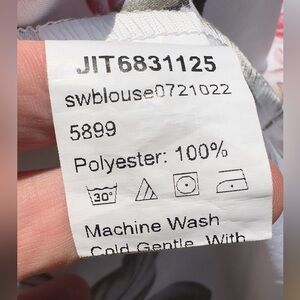 JIT6831125
swblouse0721022
5899
Polyester: 100%
30°
Machine Wash
Cold Gentle, With